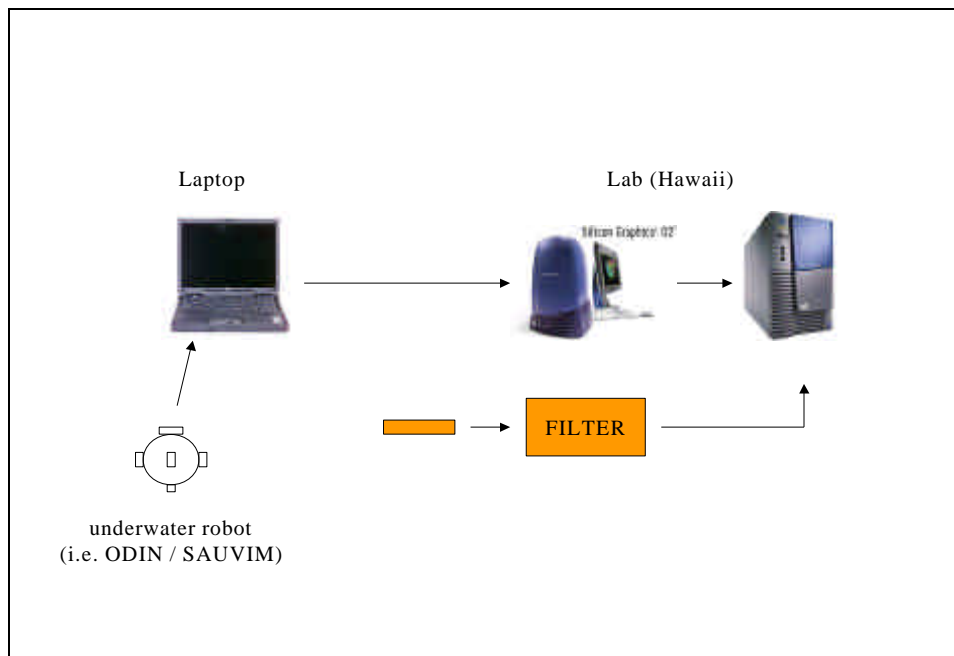 Laptop
Lab (Hawaii)
Silicon Graphics O2
FILTER
underwater robot
(i.e. ODIN / SAUVIM)